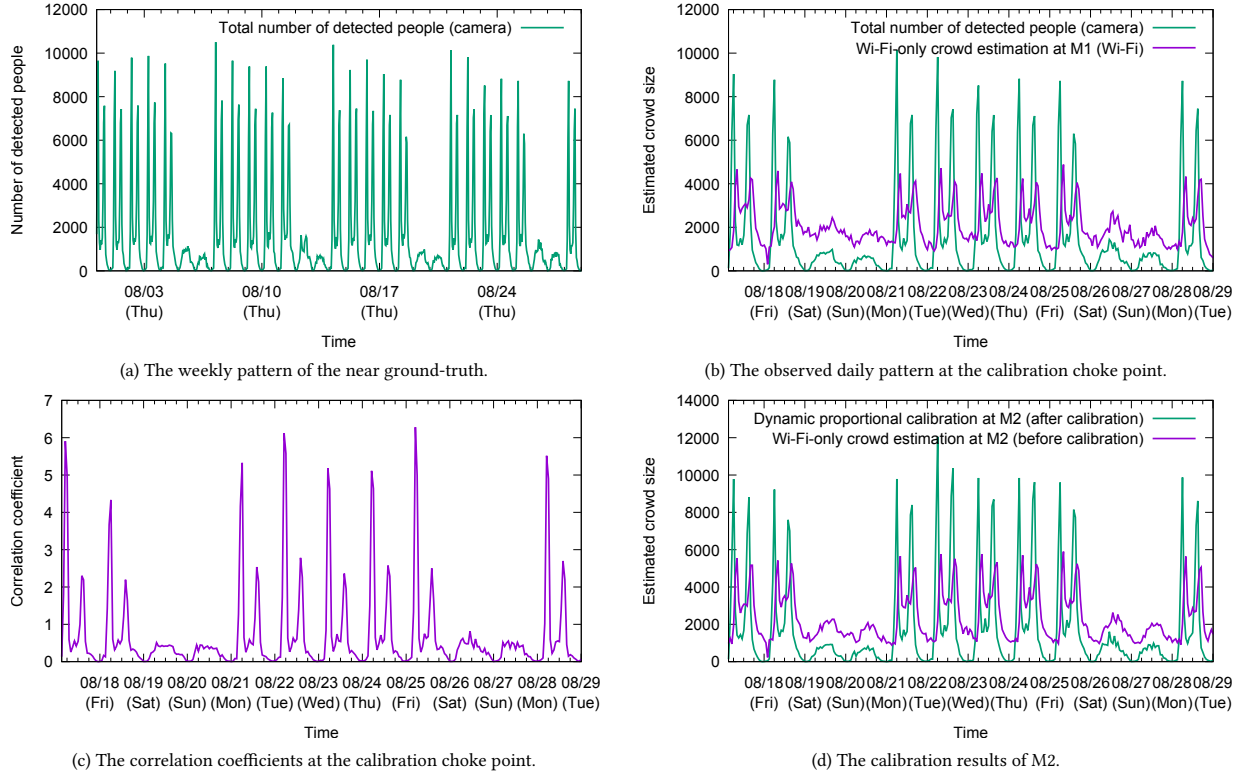 Total number of detected people (camera)
Number of detected people
12000
10000
8000
6000
4000
2000
0
08/03 08/10 08/17 08/24
(Thu) (Thu) (Thu) (Thu)
Time
(a) The weekly pattern of the near ground-truth.
Total number of detected people (camera)
Wi-Fi-only crowd estimation at M1 (Wi-Fi)
Estimated crowd size
12000
10000
8000
6000
4000
2000
0
08/18 08/19 08/20 08/21 08/22 08/23 08/24 08/25 08/26 08/27 08/28 08/29
(Fri) (Sat) (Sun) (Mon) (Tue) (Wed) (Thu) (Fri) (Sat) (Sun) (Mon) (Tue)
Time
(b) The observed daily pattern at the calibration choke point.
Correlation coefficient
7
6
5
4
3
2
1
0
08/18 08/19 08/20 08/21 08/22 08/23 08/24 08/25 08/26 08/27 08/28 08/29
(Fri) (Sat) (Sun) (Mon) (Tue) (Wed) (Thu) (Fri) (Sat) (Sun) (Mon) (Tue)
Time
(c) The correlation coefficients at the calibration choke point.
Dynamic proportional calibration at M2 (after calibration)
Wi-Fi-only crowd estimation at M2 (before calibration)
Estimated crowd size
14000
12000
10000
8000
6000
4000
2000
0
08/18 08/19 08/20 08/21 08/22 08/23 08/24 08/25 08/26 08/27 08/28 08/29
(Fri) (Sat) (Sun) (Mon) (Tue) (Wed) (Thu) (Fri) (Sat) (Sun) (Mon) (Tue)
Time
(d) The calibration results of M2.